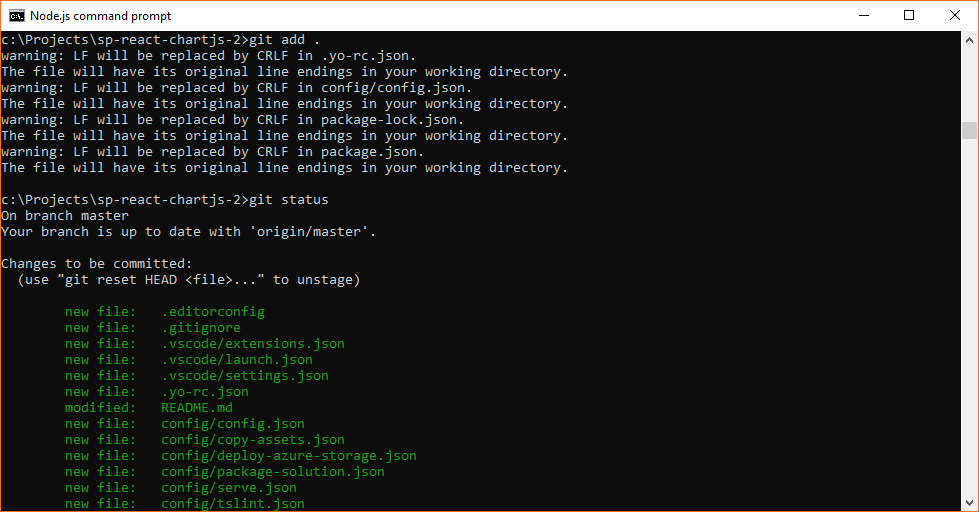 Node.js command prompt
c:\Projects\sp-react-chartjs-2>git add .
warning: LF will be replaced by CRLF in .yo-rc.json.
The file will have its original line endings in your working directory.
warning: LF will be replaced by CRLF in config/config.json.
The file will have its original line endings in your working directory.
warning: LF will be replaced by CRLF in package-lock.json.
The file will have its original line endings in your working directory.
warning: LF will be replaced by CRLF in package.json.
The file will have its original line endings in your working directory.
c:\Projects\sp-react-chartjs-2>git status
On branch master
Your branch is up to date with 'origin/master'.
Changes to be committed:
  (use "git reset HEAD <file>..." to unstage)
        new file:   .editorconfig
        new file:   .gitignore
        new file:   .vscode/extensions.json
        new file:   .vscode/launch.json
        new file:   .vscode/settings.json
        new file:   .yo-rc.json
        modified:   README.md
        new file:   config/config.json
        new file:   config/copy-assets.json
        new file:   config/deploy-azure-storage.json
        new file:   config/package-solution.json
        new file:   config/serve.json
        new file:   config/tslint.json